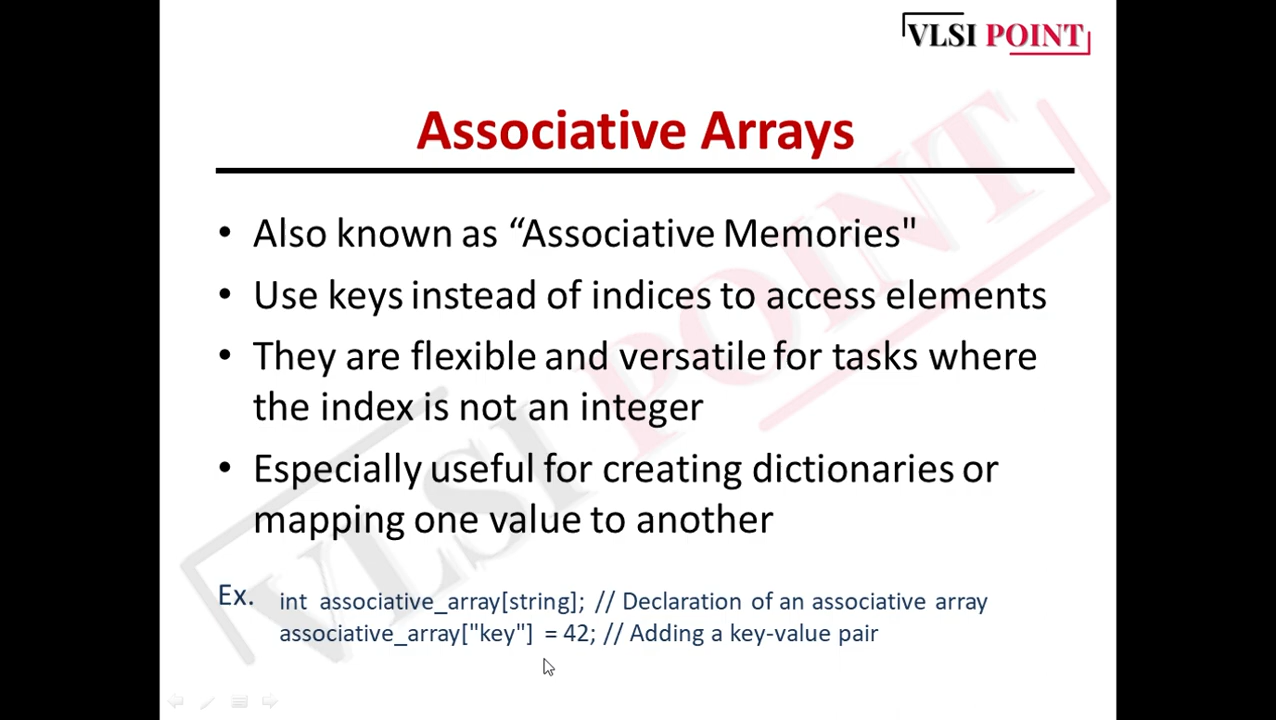 VLSI POINT
Associative Arrays
• Also known as “Associative Memories"
• Use keys instead of indices to access elements
• They are flexible and versatile for tasks where
the index is not an integer
• Especially useful for creating dictionaries or
mapping one value to another
Ex. int associative_array[string]; // Declaration of an associative array
associative_array["key"] = 42; // Adding a key-value pair
VLSI POINT